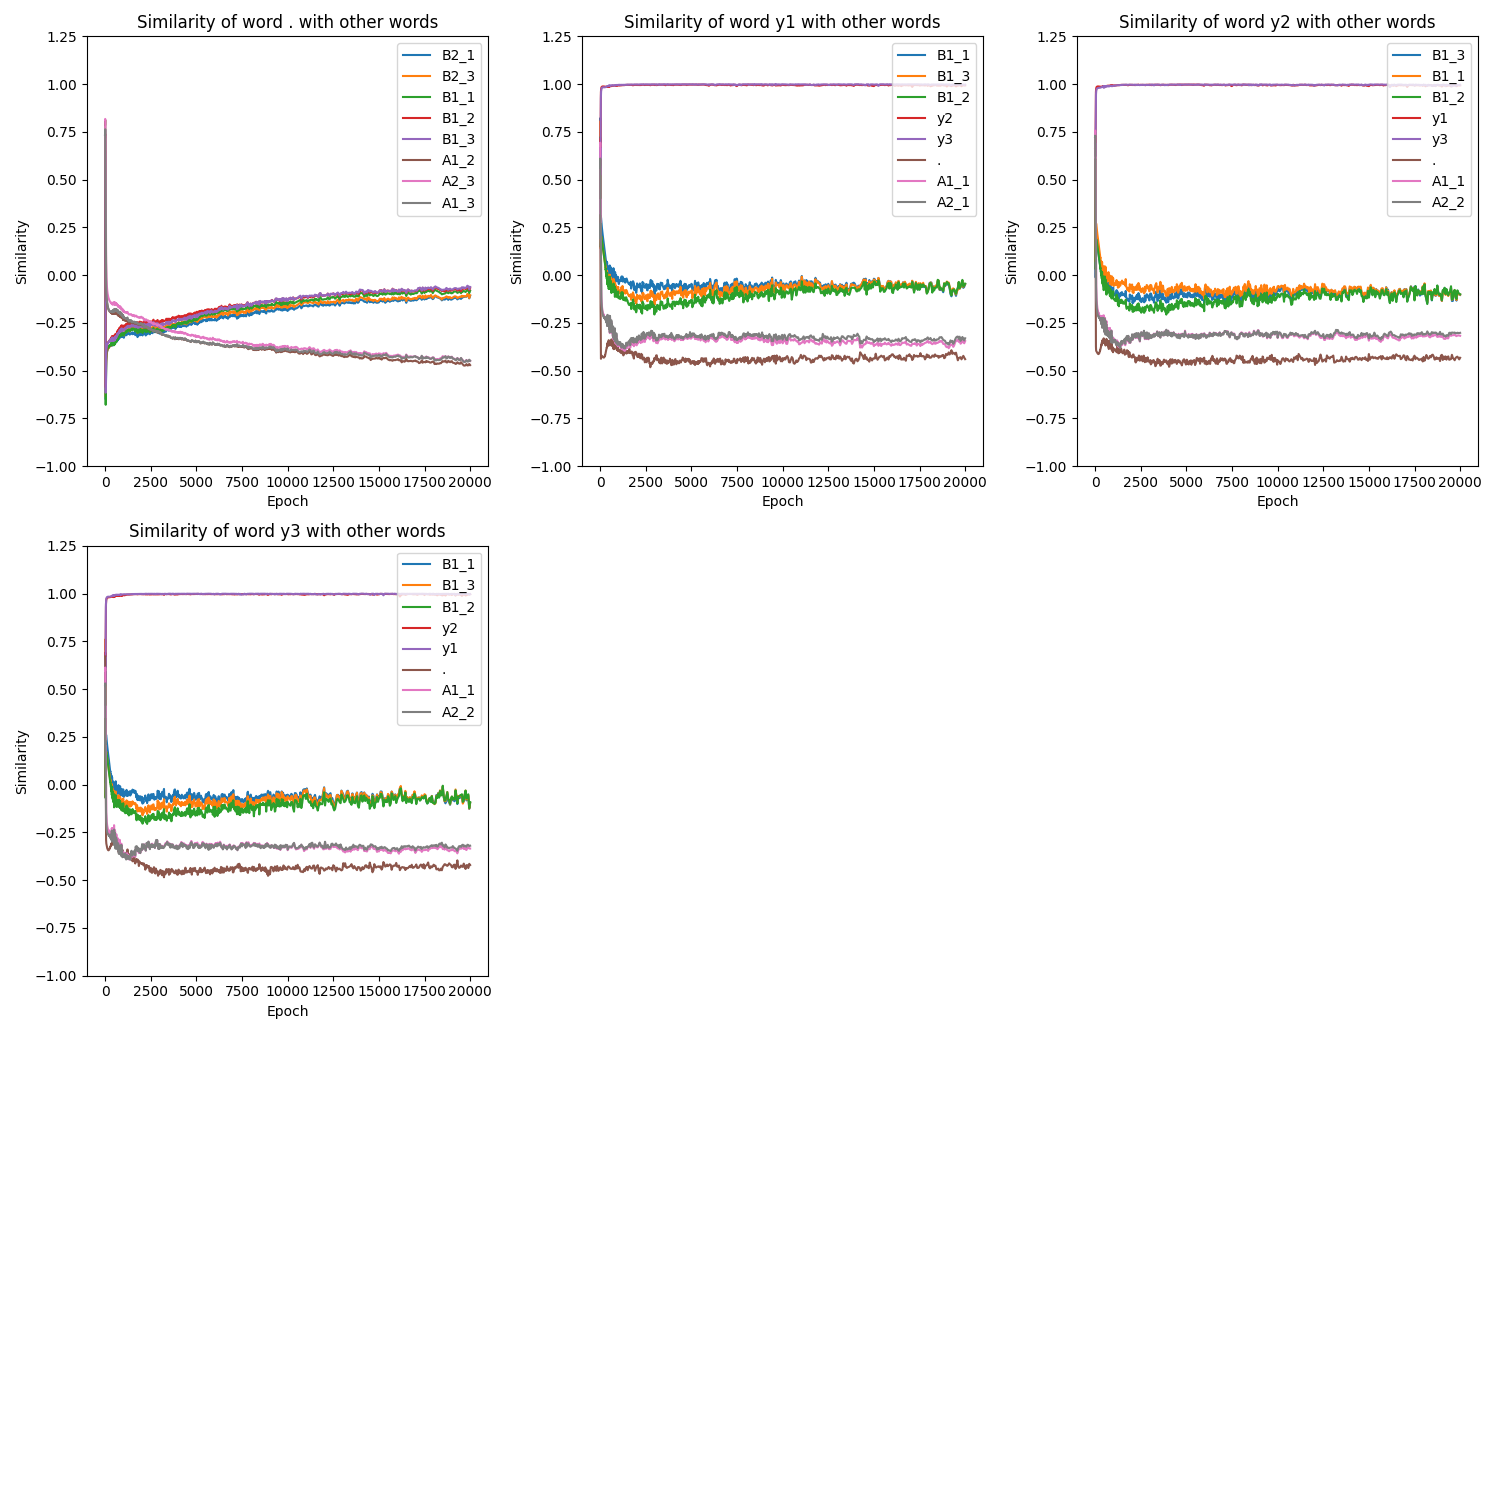 Similarity of word . with other words
1.25
1.00
0.75
0.50
0.25
0.00
−0.25
−0.50
−0.75
−1.00
Similarity
B2_1
B2_3
B1_1
B1_2
B1_3
A1_2
A2_3
A1_3
0 2500 5000 7500 10000 12500 15000 17500 20000
Epoch
Similarity of word y1 with other words
1.25
1.00
0.75
0.50
0.25
0.00
−0.25
−0.50
−0.75
−1.00
Similarity
B1_1
B1_3
B1_2
y2
y3
.
A1_1
A2_1
0 2500 5000 7500 10000 12500 15000 17500 20000
Epoch
Similarity of word y2 with other words
1.25
1.00
0.75
0.50
0.25
0.00
−0.25
−0.50
−0.75
−1.00
Similarity
B1_3
B1_1
B1_2
y1
y3
.
A1_1
A2_2
0 2500 5000 7500 10000 12500 15000 17500 20000
Epoch
Similarity of word y3 with other words
1.25
1.00
0.75
0.50
0.25
0.00
−0.25
−0.50
−0.75
−1.00
Similarity
B1_1
B1_3
B1_2
y2
y1
.
A1_1
A2_2
0 2500 5000 7500 10000 12500 15000 17500 20000
Epoch